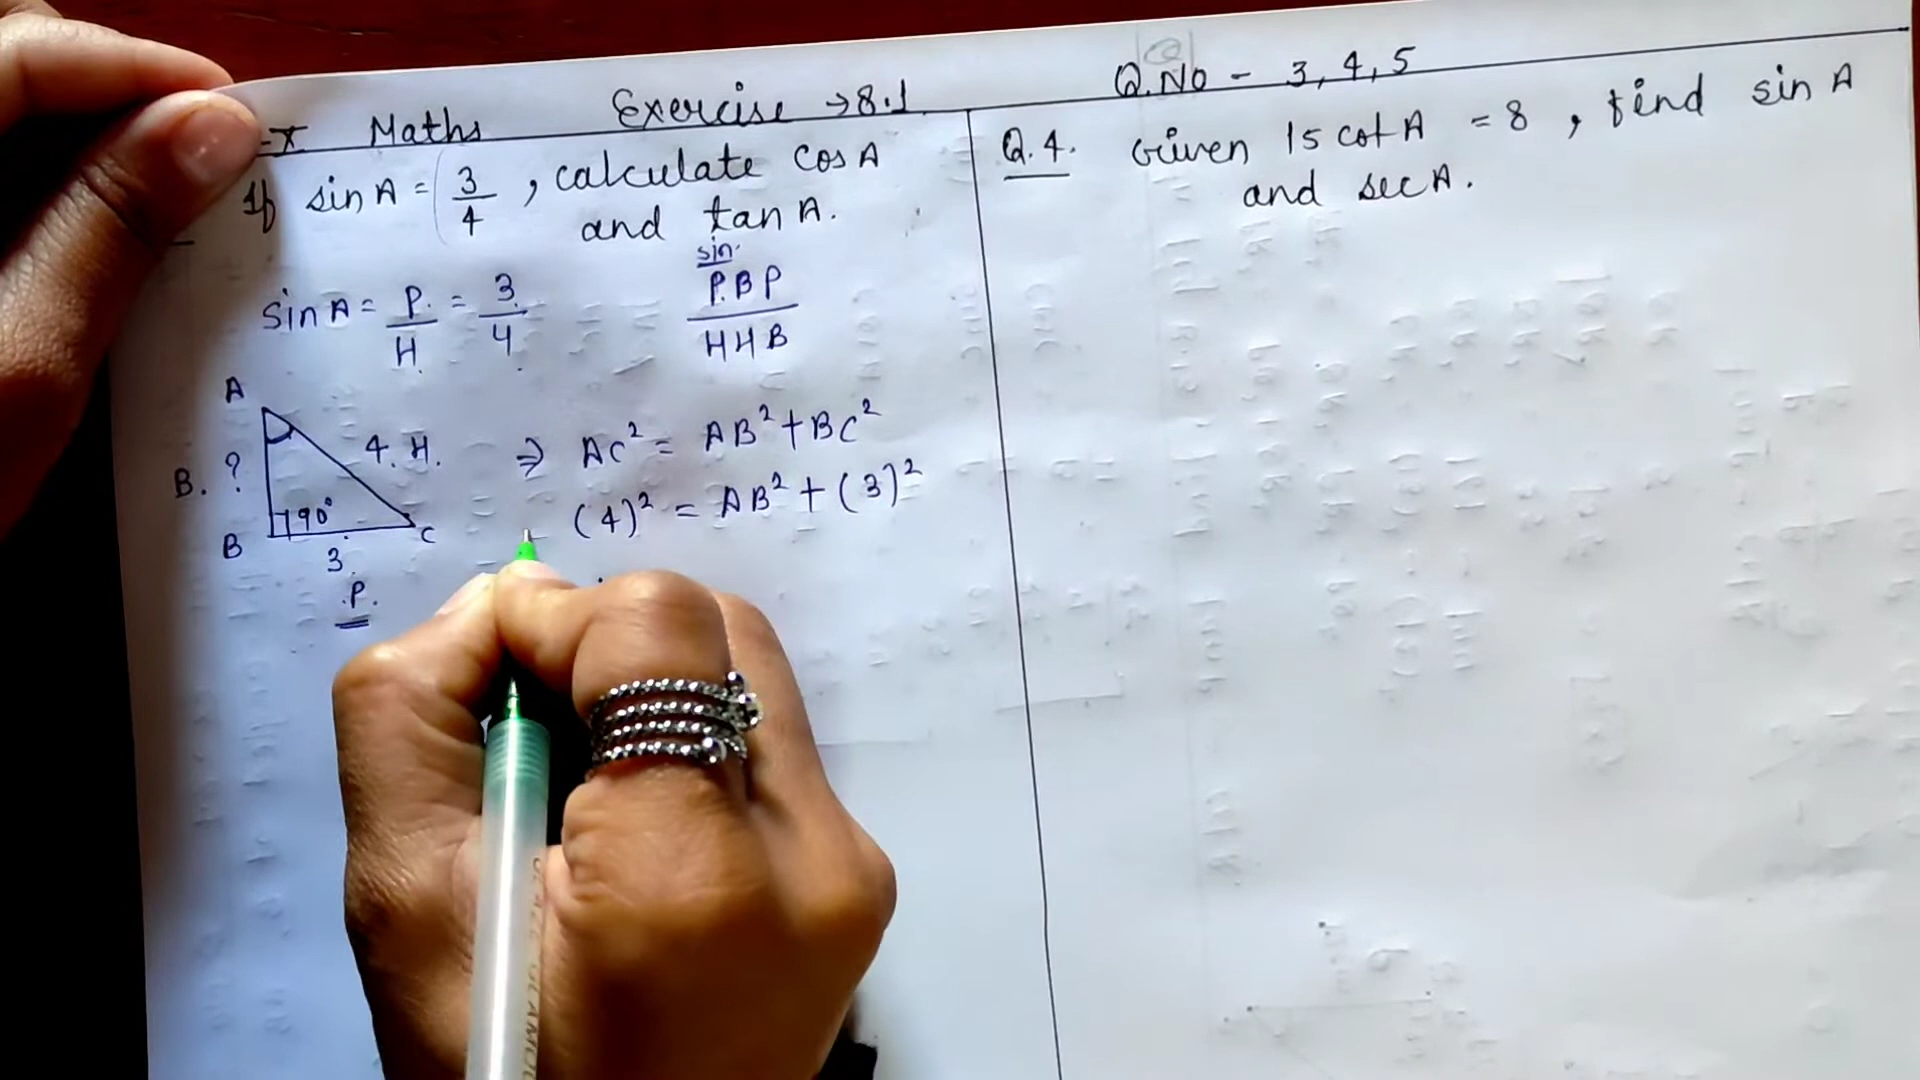 -X Maths Exercise → 8.1 Q.No - 3, 4, 5
If sin A = 3/4, calculate cos A
and tan A.
sin A = P/H = 3/4
sin
P B P
H H B
A
B. ?
4. H.
90°
B
C
3.
P.
⇒ AC² = AB² + BC²
(4)² = AB² + (3)²
Q.4. Given 15 cot A = 8, find sin A
and sec A.